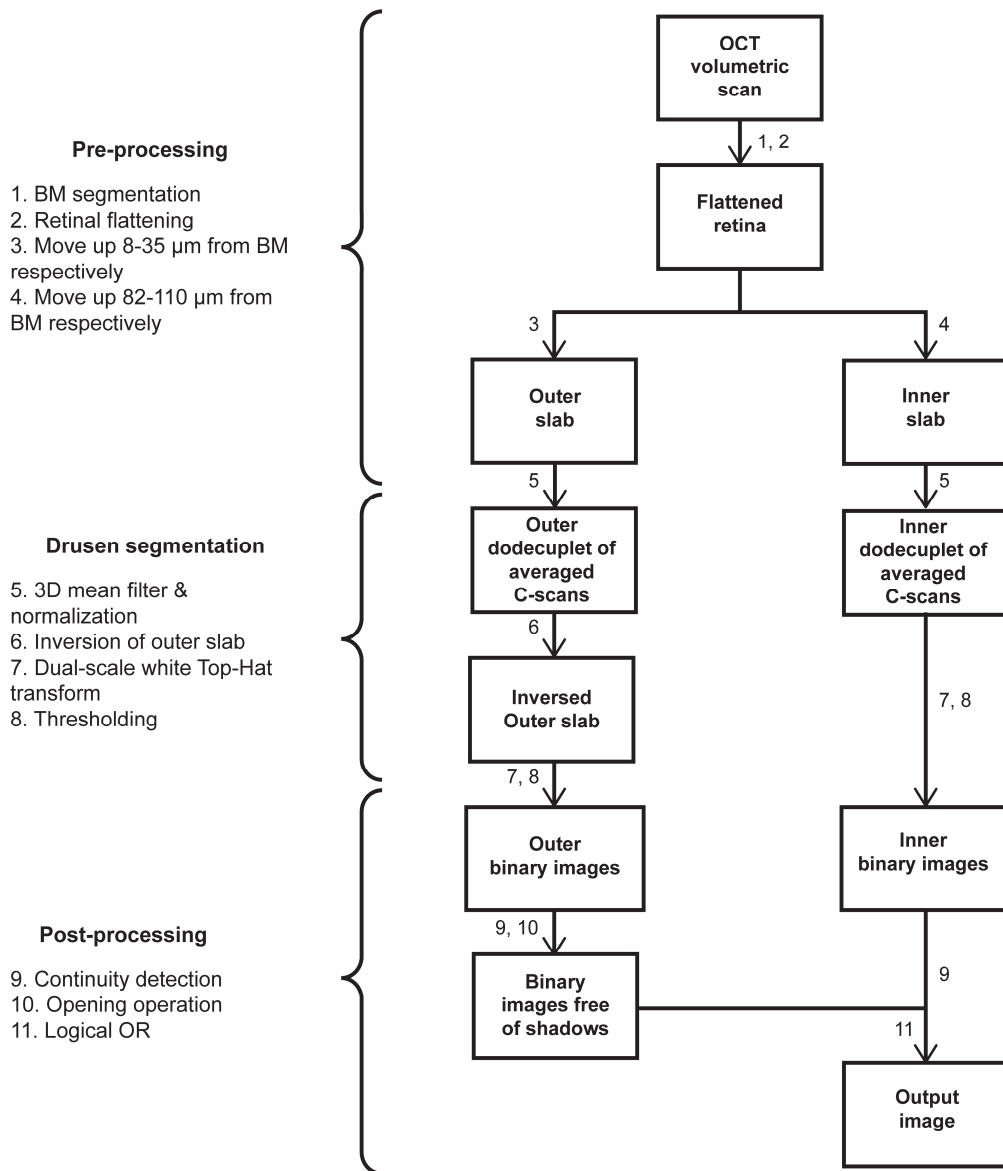 Pre-processing
1. BM segmentation
2. Retinal flattening
3. Move up 8-35 µm from BM
respectively
4. Move up 82-110 µm from
BM respectively
Drusen segmentation
5. 3D mean filter &
normalization
6. Inversion of outer slab
7. Dual-scale white Top-Hat
transform
8. Thresholding
Post-processing
9. Continuity detection
10. Opening operation
11. Logical OR
OCT
volumetric
scan
1, 2
Flattened
retina
3
4
Outer
slab
Inner
slab
5
5
Outer
dodecuplet of
averaged
C-scans
Inner
dodecuplet of
averaged
C-scans
6
Inversed
Outer slab
7, 8
7, 8
Outer
binary images
Inner
binary images
9, 10
9
Binary
images free
of shadows
11
Output
image